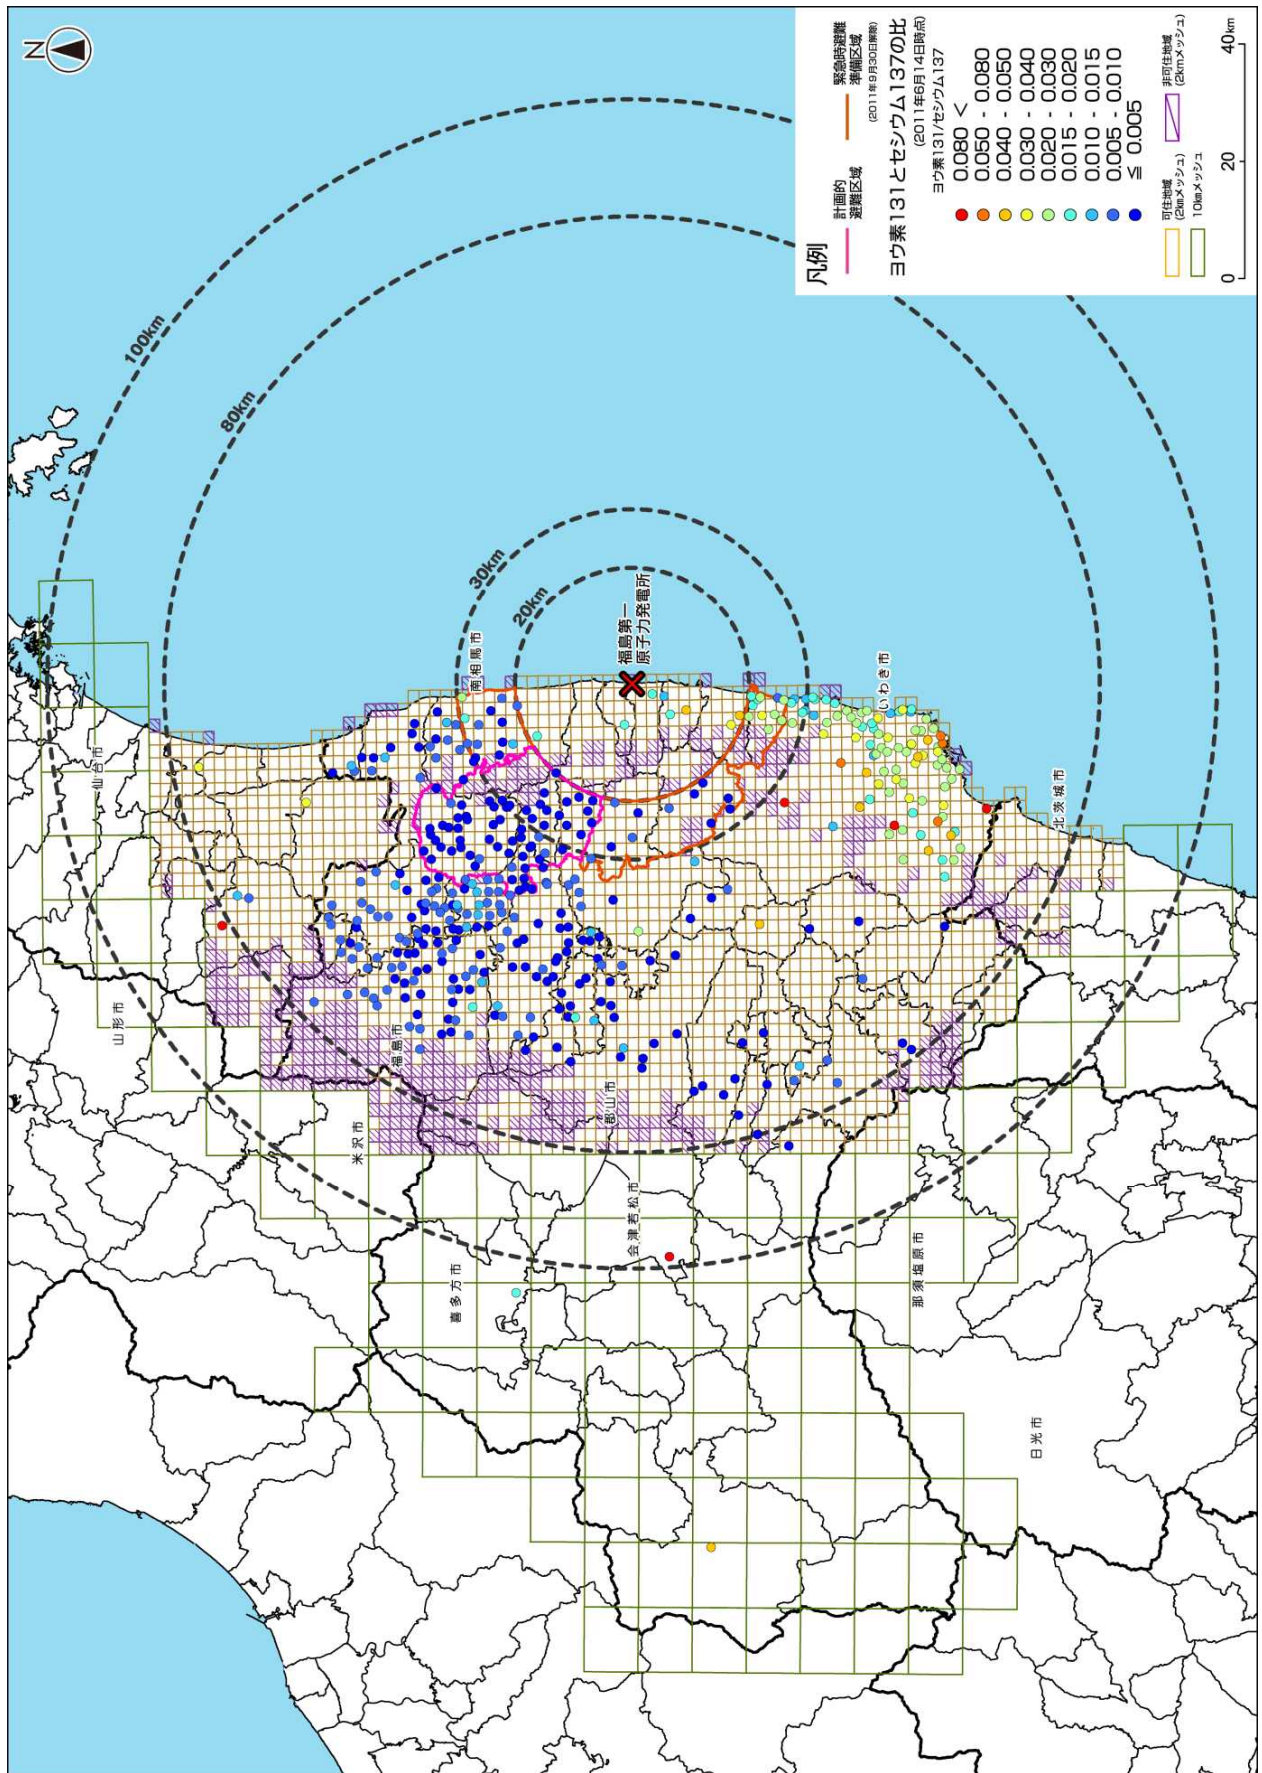 N
100km
80km
30km
20km
仙台市
山形市
南相馬市
福島市
米沢市
福島第一
原子力発電所
郡山市
会津若松市
喜多方市
いわき市
北茨城市
那須塩原市
日光市
凡例
計画的
避難区域
緊急時避難
準備区域
(2011年9月30日解除)
ヨウ素131とセシウム137の比
(2011年6月14日時点)
ヨウ素131/セシウム137
0.080 <
0.050 - 0.080
0.040 - 0.050
0.030 - 0.040
0.020 - 0.030
0.015 - 0.020
0.010 - 0.015
0.005 - 0.010
≦ 0.005
可住地域
(2kmメッシュ)
非可住地域
(2kmメッシュ)
10kmメッシュ
0 20 40km